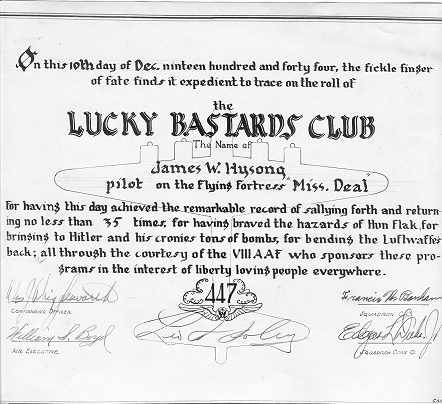 On this 10th day of Dec. nineteen hundred and forty four, the fickle finger
of fate finds it expedient to trace on the roll of
the
LUCKY BASTARDS CLUB
The Name of
James W. Hysong
pilot on the Flying Fortress "Miss. Deal"
for having this day achieved the remarkable record of sallying forth and return-
ing no less than 35 times, for having braved the hazards of Hun Flak, for
bringing to Hitler and his cronies tons of bombs, for bending the Luftwaffes
back; all through the courtesy of the VIIIAAF who sponsors these pro-
grams in the interest of liberty loving people everywhere.
447
COMMANDING OFFICER
William S. Boyd
AIR EXECUTIVE
SQUADRON
SQUADRON